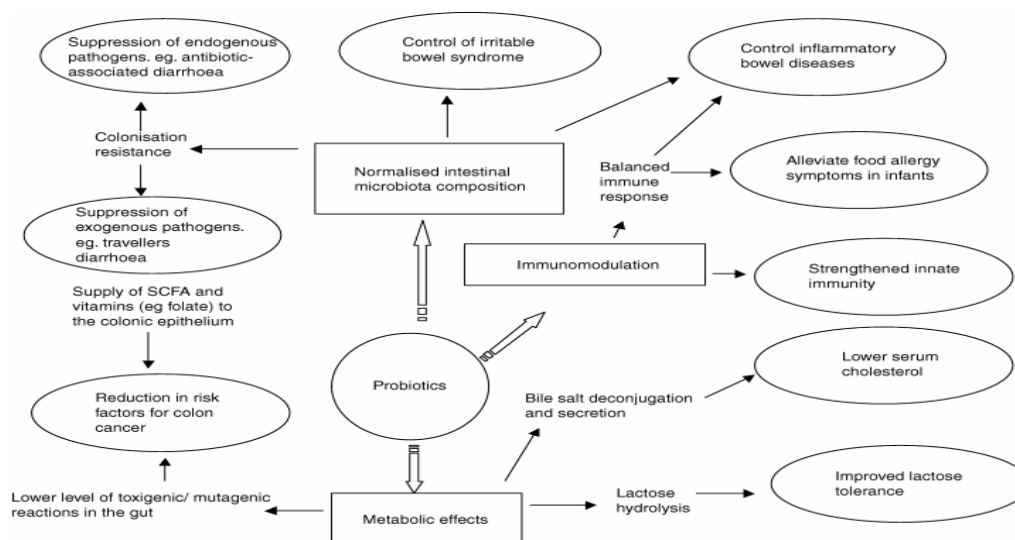 Suppression of endogenous
pathogens. eg. antibiotic-
associated diarrhoea
Control of irritable
bowel syndrome
Control inflammatory
bowel diseases
Colonisation
resistance
Normalised intestinal
microbiota composition
Balanced
immune
response
Alleviate food allergy
symptoms in infants
Suppression of
exogenous pathogens.
eg. travellers
diarrhoea
Immunomodulation
Strengthened innate
immunity
Supply of SCFA and
vitamins (eg folate) to
the colonic epithelium
Probiotics
Lower serum
cholesterol
Reduction in risk
factors for colon
cancer
Bile salt deconjugation
and secretion
Improved lactose
tolerance
Lower level of toxigenic/ mutagenic
reactions in the gut
Metabolic effects
Lactose
hydrolysis